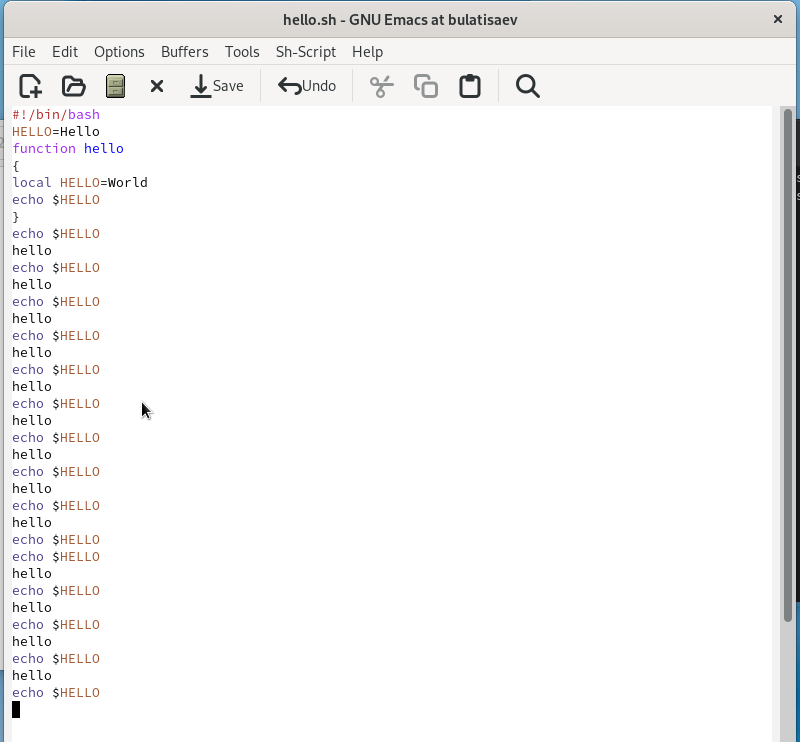 hello.sh - GNU Emacs at bulatisaev
File Edit Options Buffers Tools Sh-Script Help
Save Undo
#!/bin/bash
HELLO=Hello
function hello
{
local HELLO=World
echo $HELLO
}
echo $HELLO
hello
echo $HELLO
hello
echo $HELLO
hello
echo $HELLO
hello
echo $HELLO
hello
echo $HELLO
hello
echo $HELLO
hello
echo $HELLO
hello
echo $HELLO
hello
echo $HELLO
echo $HELLO
hello
echo $HELLO
hello
echo $HELLO
hello
echo $HELLO
hello
echo $HELLO